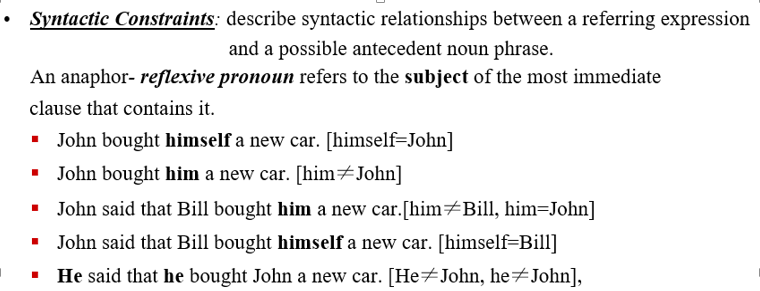 • Syntactic Constraints: describe syntactic relationships between a referring expression
and a possible antecedent noun phrase.
An anaphor- reflexive pronoun refers to the subject of the most immediate
clause that contains it.
▪ John bought himself a new car. [himself=John]
▪ John bought him a new car. [him≠John]
▪ John said that Bill bought him a new car.[him≠Bill, him=John]
▪ John said that Bill bought himself a new car. [himself=Bill]
▪ He said that he bought John a new car. [He≠John, he≠John],